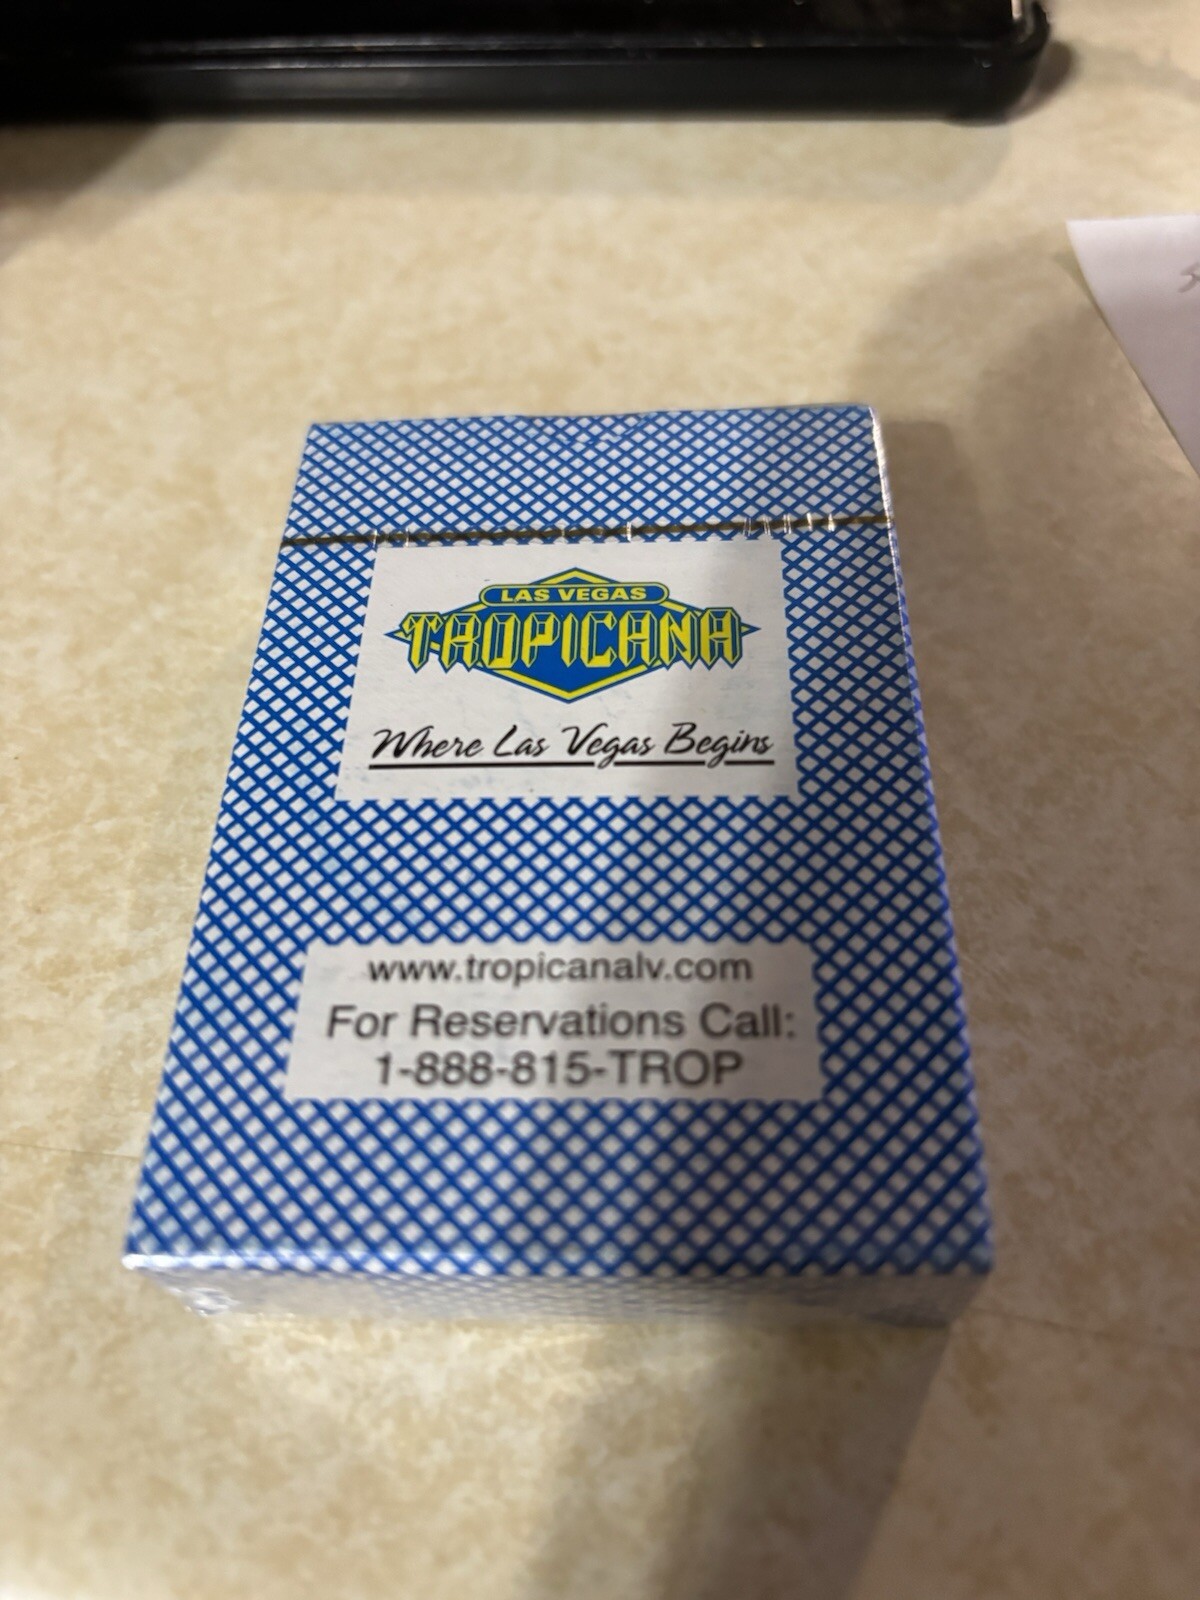 LAS VEGAS
TROPICANA
Where Las Vegas Begins
www.tropicanalv.com
For Reservations Call:
1-888-815-TROP